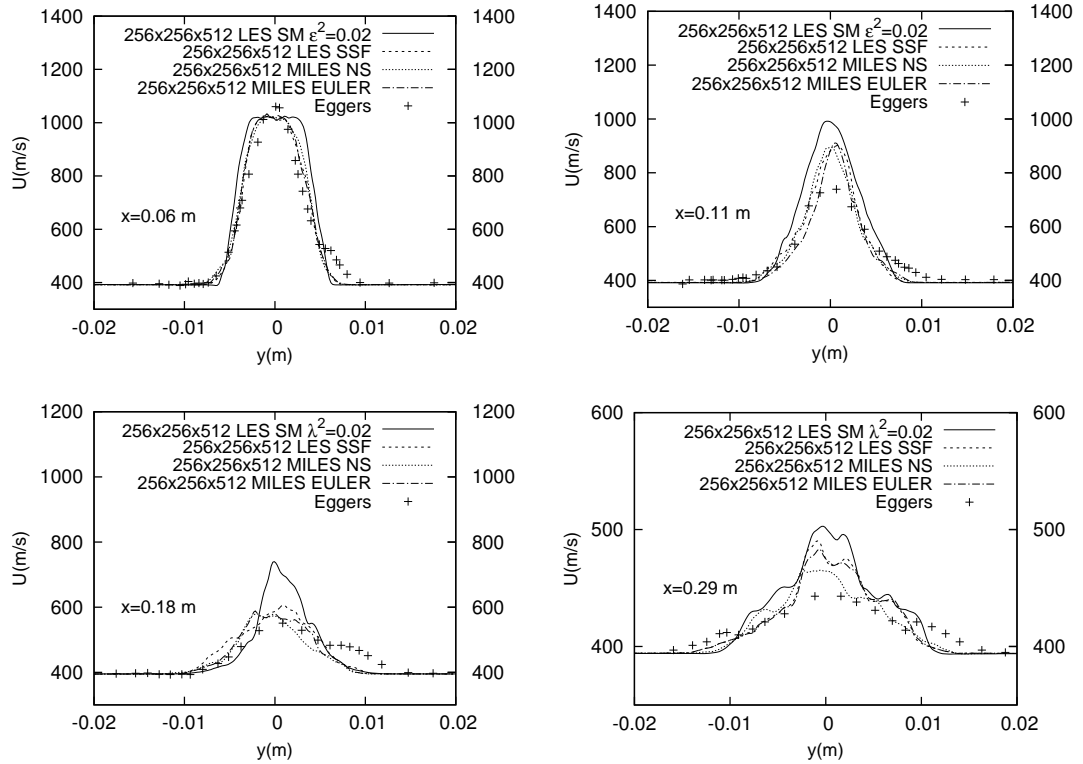 1400
1200
1000
800
600
400
U(m/s)
1400
1200
1000
800
600
400
256x256x512 LES SM ε²=0.02
256x256x512 LES SSF
256x256x512 MILES NS
256x256x512 MILES EULER
Eggers
x=0.06 m
-0.02 -0.01 0 0.01 0.02
y(m)
1400
1200
1000
800
600
400
U(m/s)
1400
1200
1000
800
600
400
256x256x512 LES SM ε²=0.02
256x256x512 LES SSF
256x256x512 MILES NS
256x256x512 MILES EULER
Eggers
x=0.11 m
-0.02 -0.01 0 0.01 0.02
y(m)
1200
1000
800
600
400
U(m/s)
1200
1000
800
600
400
256x256x512 LES SM λ²=0.02
256x256x512 LES SSF
256x256x512 MILES NS
256x256x512 MILES EULER
Eggers
x=0.18 m
-0.02 -0.01 0 0.01 0.02
y(m)
600
500
400
U(m/s)
600
500
400
256x256x512 LES SM λ²=0.02
256x256x512 LES SSF
256x256x512 MILES NS
256x256x512 MILES EULER
Eggers
x=0.29 m
-0.02 -0.01 0 0.01 0.02
y(m)